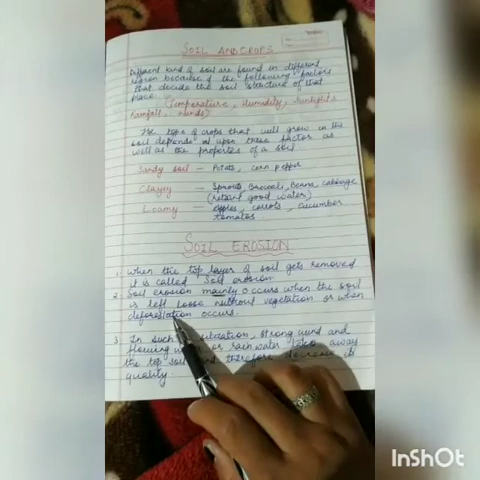 SOIL AND CROPS
Different kind of soil are found in different
region because of the following factors
that decide the soil structure of that
place (Temperature, Humidity, Sunlight,
Rainfall, winds)
The type of crops that will grow in the
soil depends upon these factor as
well as the properties of a soil
Sandy soil — Potato, corn pepper
Clayey — Sprouts, Broccoli, Beans cabbage
(retaint good water)
Loamy — apples, carrots, cucumber
tomatos
SOIL EROSION
1. When the top layer of soil gets removed
it is called Soil erosion
2. Soil erosion mainly occurs when the soil
is left loose without vegetation or when
deforestation occurs.
3. In such situation, strong wind and
flowing or rainwater take away
the top soil and therefore decrease its
quality.
InShOt